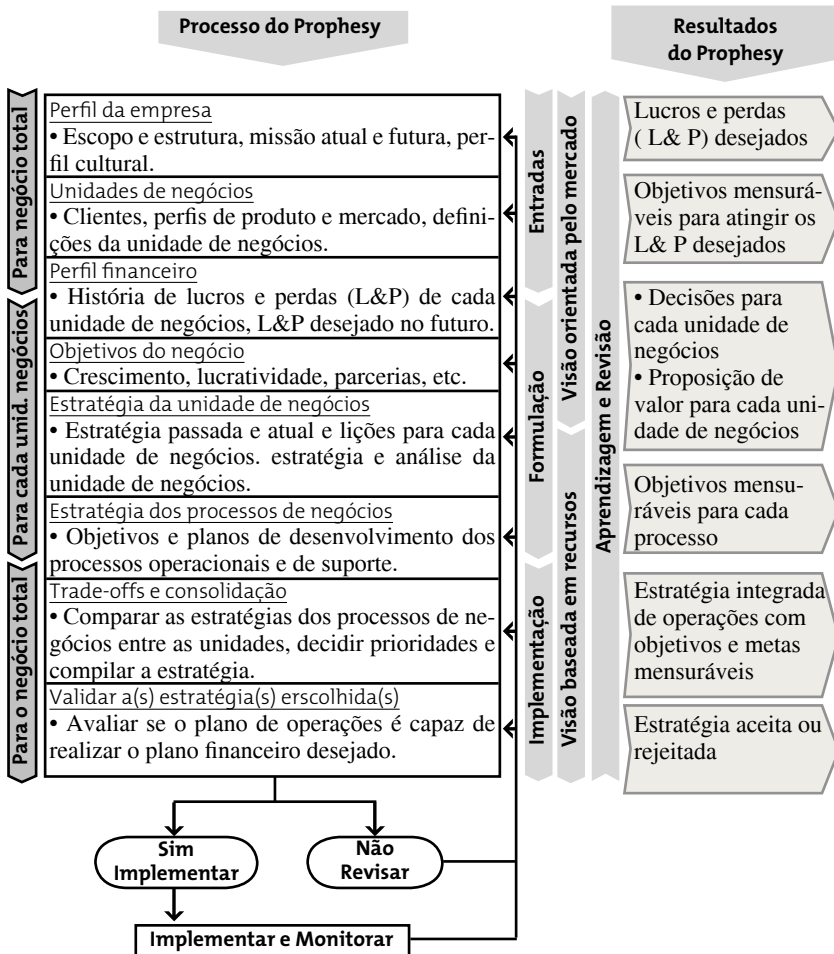 Processo do Prophesy
Resultados
do Prophesy
Para negócio total
Para cada unid. negócios
Para o negócio total
Perfil da empresa
• Escopo e estrutura, missão atual e futura, per-
fil cultural.
Unidades de negócios
• Clientes, perfis de produto e mercado, defini-
ções da unidade de negócios.
Perfil financeiro
• História de lucros e perdas (L&P) de cada
unidade de negócios, L&P desejado no futuro.
Objetivos do negócio
• Crescimento, lucratividade, parcerias, etc.
Estratégia da unidade de negócios
• Estratégia passada e atual e lições para cada
unidade de negócios. estratégia e análise da
unidade de negócios.
Estratégia dos processos de negócios
• Objetivos e planos de desenvolvimento dos
processos operacionais e de suporte.
Trade-offs e consolidação
• Comparar as estratégias dos processos de ne-
gócios entre as unidades, decidir prioridades e
compilar a estratégia.
Validar a(s) estratégia(s) erscolhida(s)
• Avaliar se o plano de operações é capaz de
realizar o plano financeiro desejado.
Entradas
Formulação
Implementação
Visão orientada pelo mercado
Visão baseada em recursos
Aprendizagem e Revisão
Lucros e perdas
( L& P) desejados
Objetivos mensurá-
veis para atingir os
L& P desejados
• Decisões para
cada unidade de
negócios
• Proposição de
valor para cada uni-
dade de negócios
Objetivos mensu-
ráveis para cada
processo
Estratégia integrada
de operações com
objetivos e metas
mensuráveis
Estratégia aceita ou
rejeitada
Sim
Implementar
Não
Revisar
Implementar e Monitorar